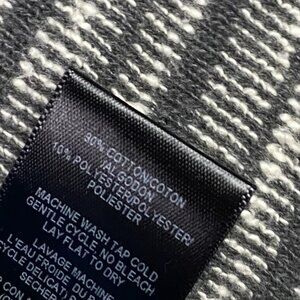 90% COTTON/COTON
ALGODON
10% POLYESTER/POLYESTER
POLIESTER
MACHINE WASH TAP COLD
GENTLE CYCLE NO BLEACH
LAY FLAT TO DRY
LAVAGE MACHINE
L'EAU FROIDE DU
CYCLE DELICAT
SECHER